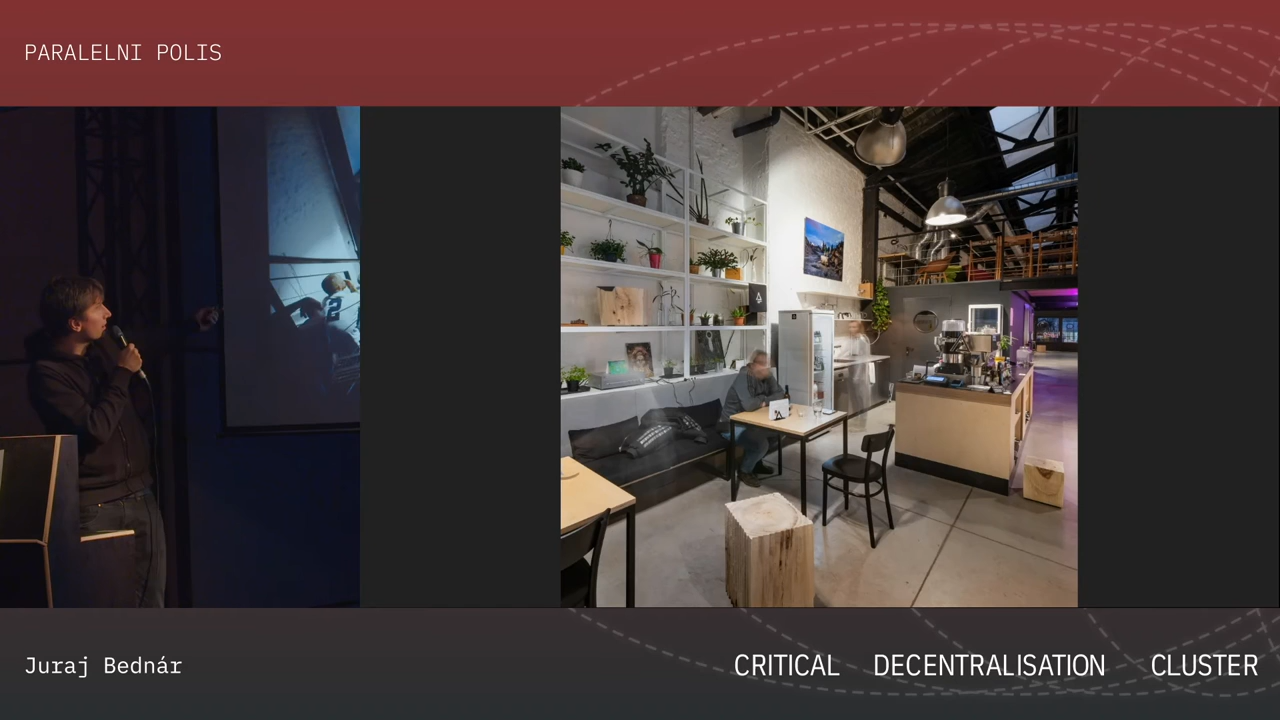 PARALELNI POLIS
Juraj Bednár
CRITICAL DECENTRALISATION CLUSTER